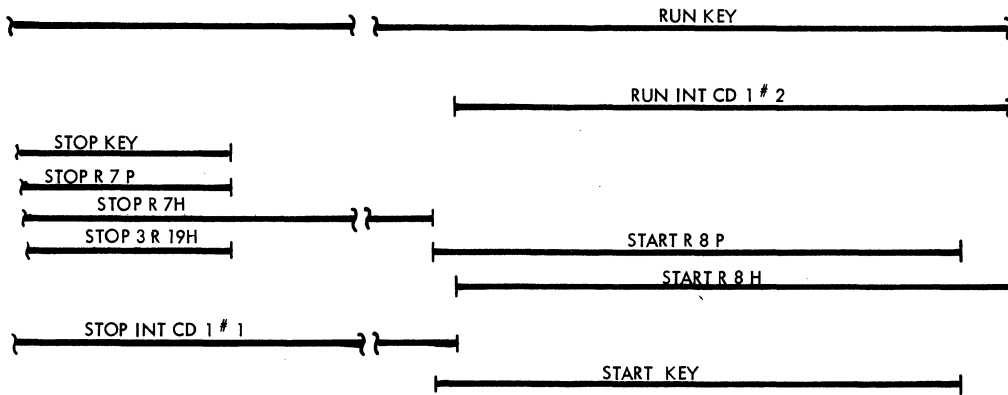 RUN KEY
RUN INT CD 1 # 2
STOP KEY
STOP R 7 P
STOP R 7H
STOP 3 R 19H
START R 8 P
START R 8 H
STOP INT CD 1 # 1
START KEY